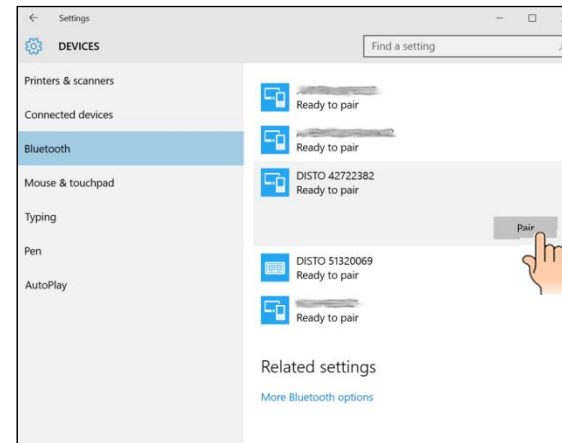 Settings
DEVICES
Find a setting
Printers & scanners
Connected devices
Bluetooth
Mouse & touchpad
Typing
Pen
AutoPlay
Ready to pair
Ready to pair
DISTO 42722382
Ready to pair
Pair
DISTO 51320069
Ready to pair
Ready to pair
Related settings
More Bluetooth options